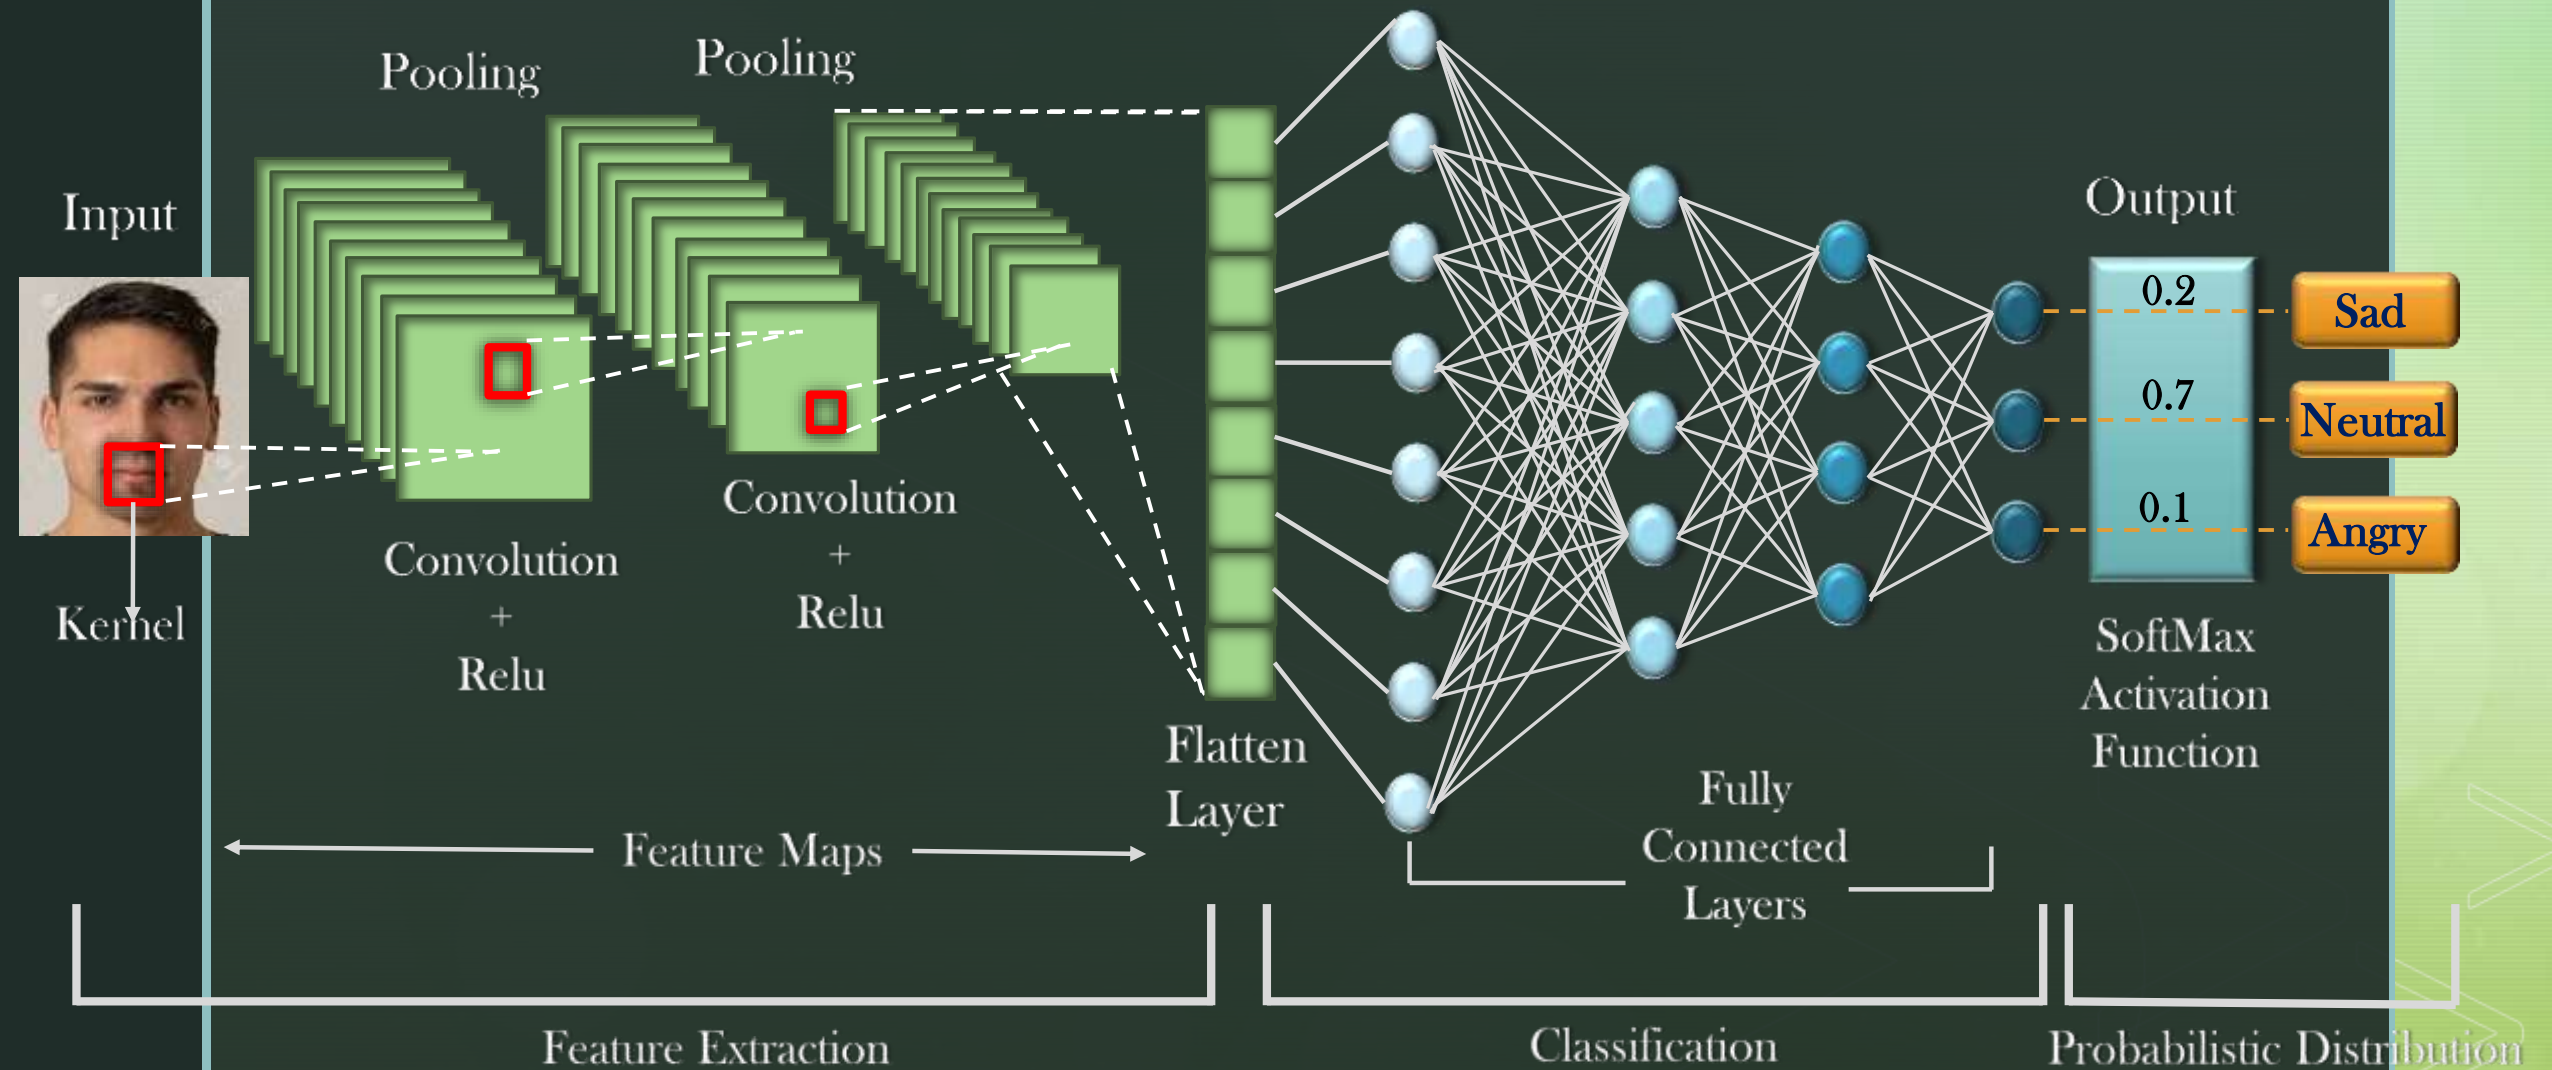 Input
Kernel
Pooling
Pooling
Convolution
+
Relu
Convolution
+
Relu
Feature Maps
Flatten
Layer
Fully
Connected
Layers
Output
0.2
0.7
0.1
Sad
Neutral
Angry
SoftMax
Activation
Function
Feature Extraction
Classification
Probabilistic Distribution